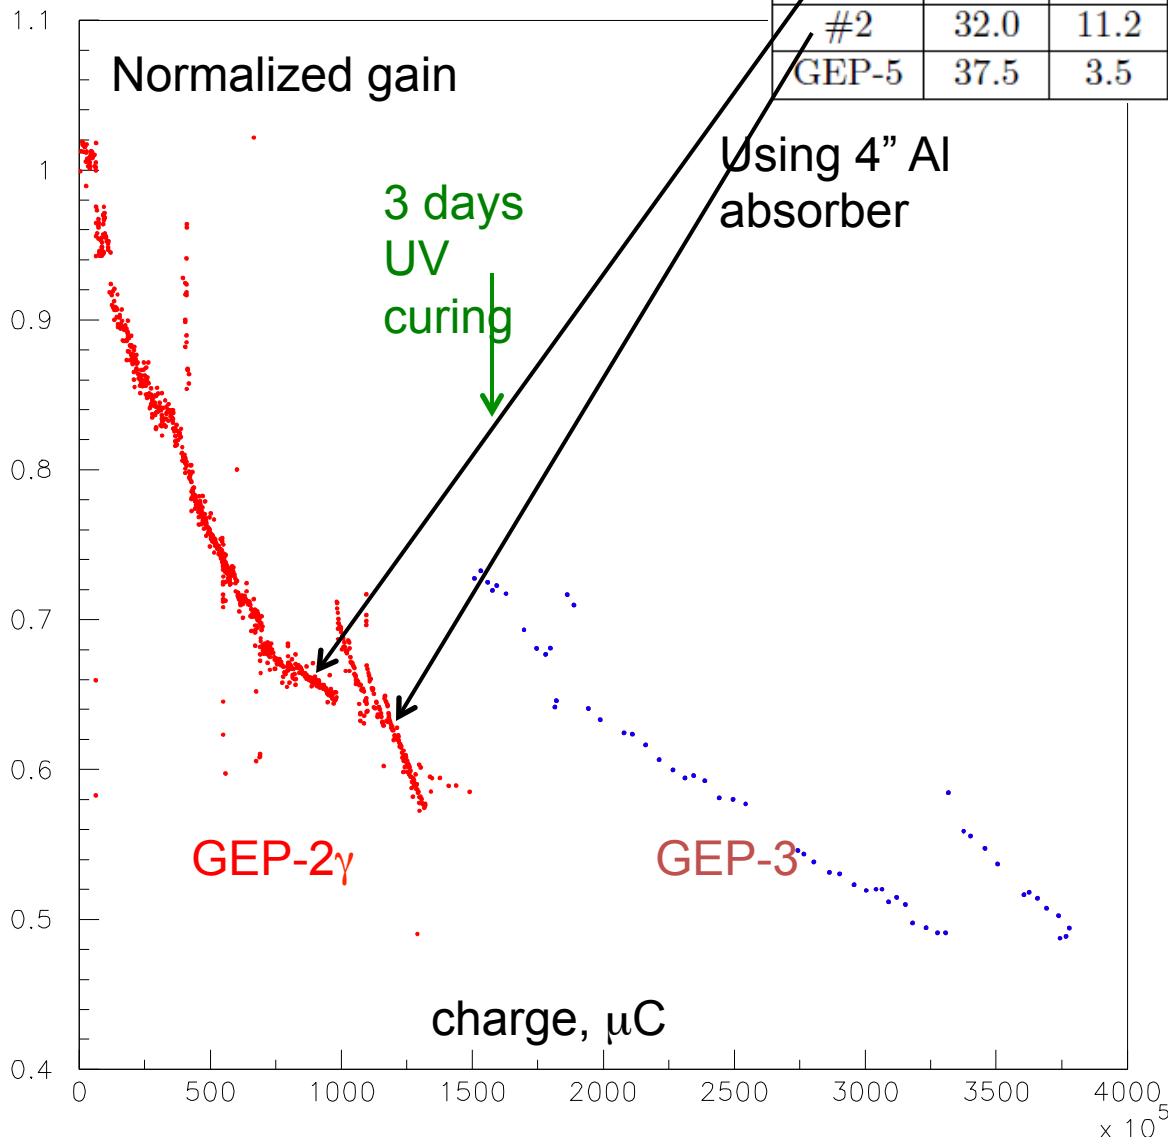 1.1
#2 32.0 11.2
GEP-5 37.5 3.5
Normalized gain
Using 4” Al
absorber
1
3 days
UV
curing
0.9
0.8
0.7
0.6
GEP-2γ
GEP-3
0.5
charge, μC
0.4
0 500 1000 1500 2000 2500 3000 3500 4000
x 10^5